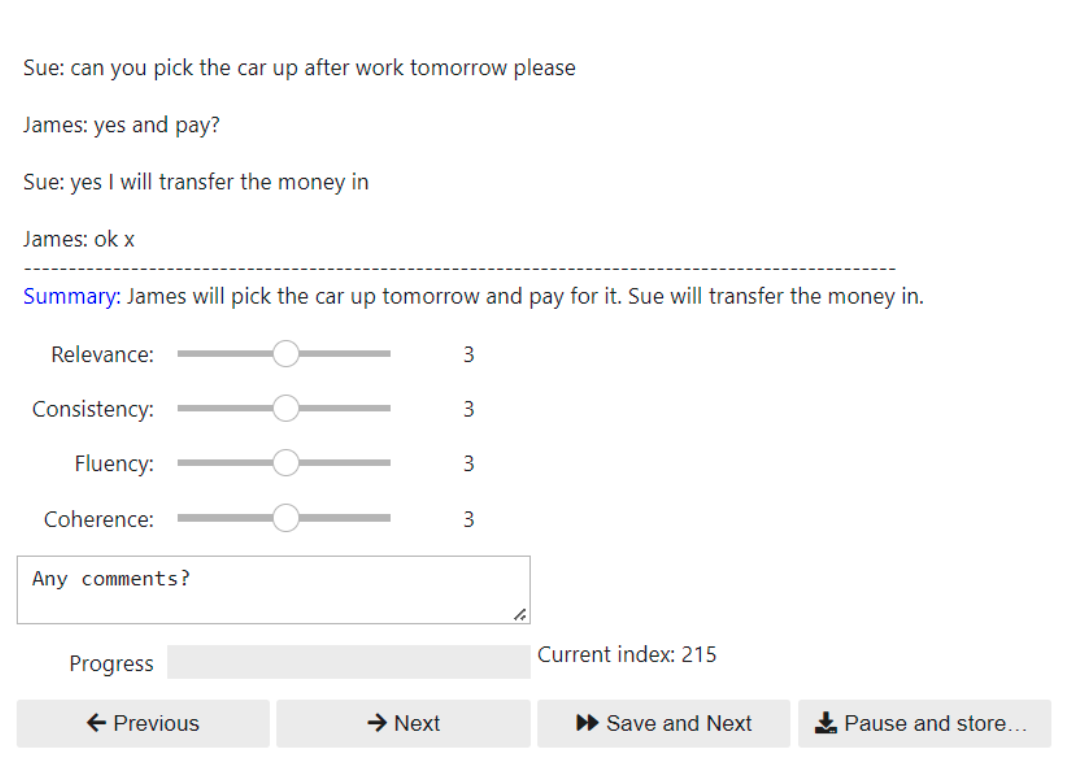 Sue: can you pick the car up after work tomorrow please
James: yes and pay?
Sue: yes I will transfer the money in
James: ok x
--------------------------------------------------------------------------------------------------
Summary: James will pick the car up tomorrow and pay for it. Sue will transfer the money in.
Relevance: 3
Consistency: 3
Fluency: 3
Coherence: 3
Any comments?
Progress Current index: 215
Previous Next Save and Next Pause and store...